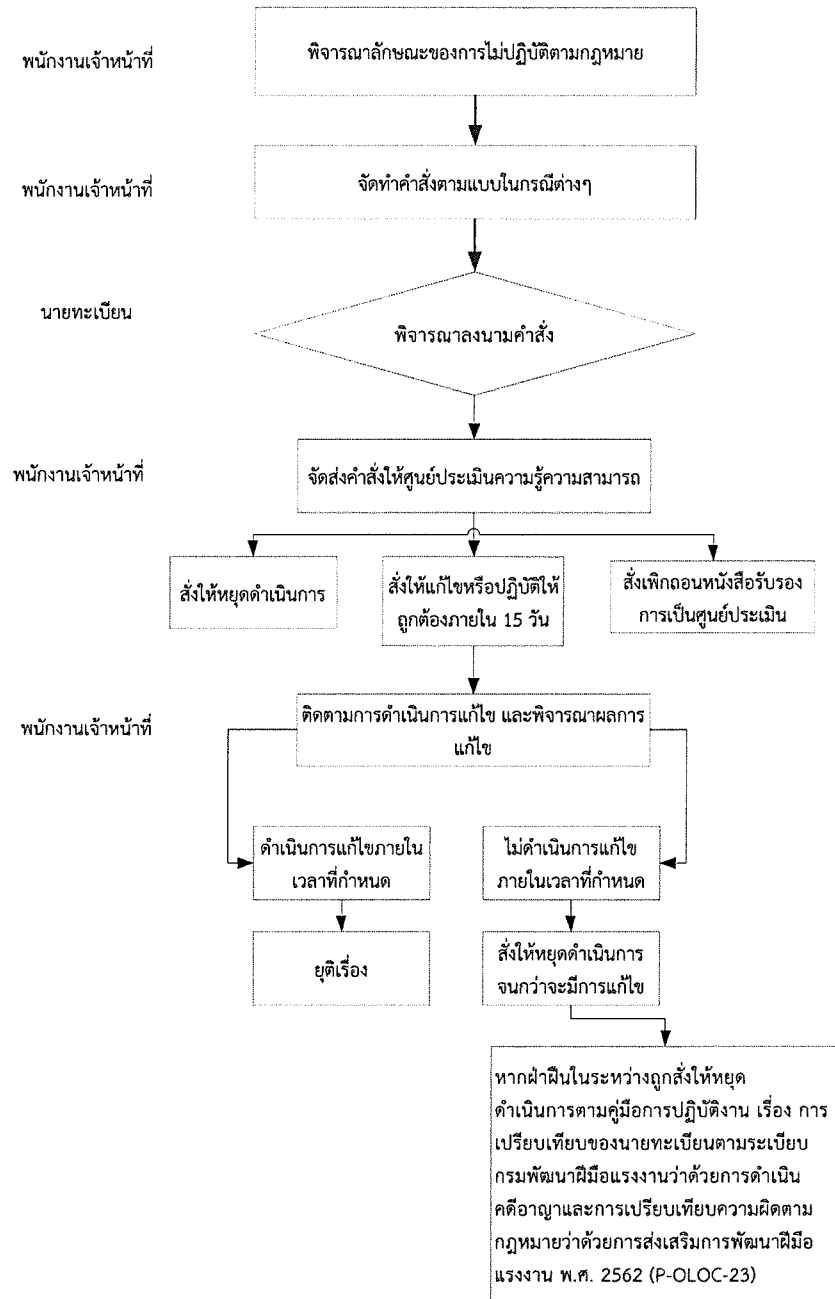 พนักงานเจ้าหน้าที่
พิจารณาลักษณะของการไม่ปฏิบัติตามกฎหมาย
พนักงานเจ้าหน้าที่
จัดทำคำสั่งตามแบบในกรณีต่างๆ
นายทะเบียน
พิจารณาลงนามคำสั่ง
พนักงานเจ้าหน้าที่
จัดส่งคำสั่งให้ศูนย์ประเมินความรู้ความสามารถ
สั่งให้หยุดดำเนินการ
สั่งให้แก้ไขหรือปฏิบัติให้
ถูกต้องภายใน 15 วัน
สั่งเพิกถอนหนังสือรับรอง
การเป็นศูนย์ประเมิน
พนักงานเจ้าหน้าที่
ติดตามการดำเนินการแก้ไข และพิจารณาผลการ
แก้ไข
ดำเนินการแก้ไขภายใน
เวลาที่กำหนด
ไม่ดำเนินการแก้ไข
ภายในเวลาที่กำหนด
ยุติเรื่อง
สั่งให้หยุดดำเนินการ
จนกว่าจะมีการแก้ไข
หากฝ่าฝืนในระหว่างถูกสั่งให้หยุด
ดำเนินการตามคู่มือการปฏิบัติงาน เรื่อง การ
เปรียบเทียบของนายทะเบียนตามระเบียบ
กรมพัฒนาฝีมือแรงงานว่าด้วยการดำเนิน
คดีอาญาและการเปรียบเทียบความผิดตาม
กฎหมายว่าด้วยการส่งเสริมการพัฒนาฝีมือ
แรงงาน พ.ศ. 2562 (P-OLOC-23)